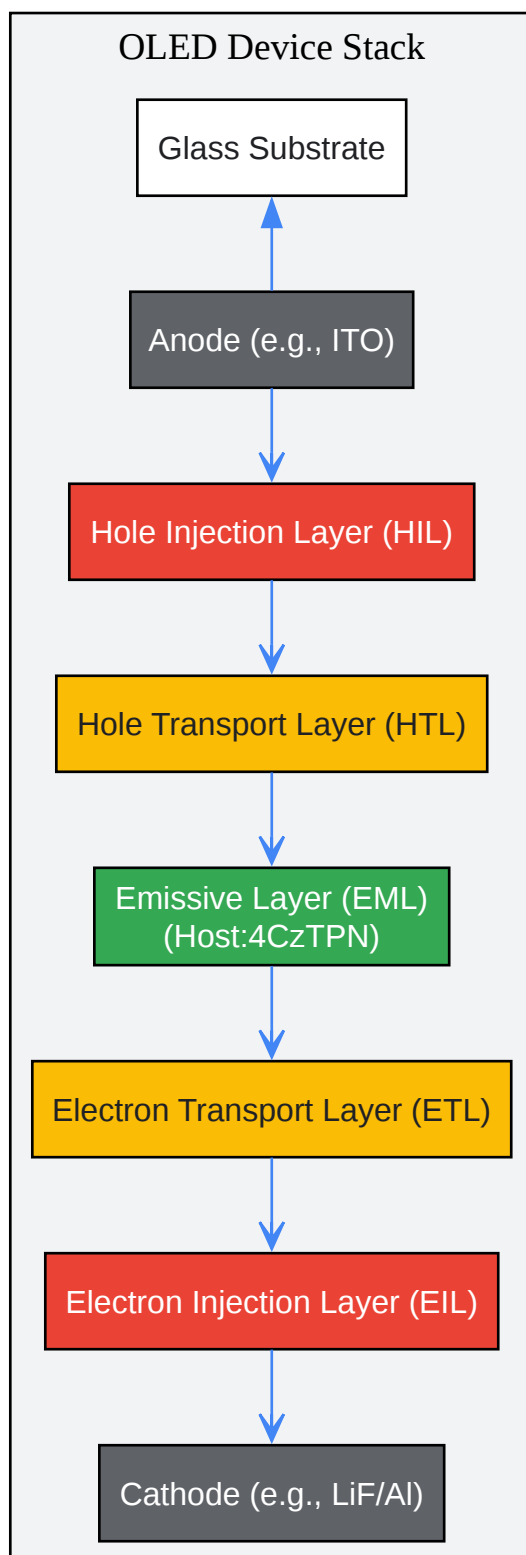 OLED Device Stack
Glass Substrate
Anode (e.g., ITO)
Hole Injection Layer (HIL)
Hole Transport Layer (HTL)
Emissive Layer (EML)
(Host:4CzTPN)
Electron Transport Layer (ETL)
Electron Injection Layer (EIL)
Cathode (e.g., LiF/Al)